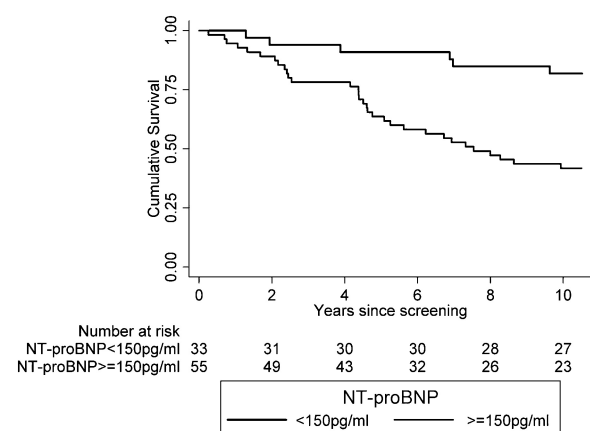 Cumulative Survival
1.00
0.75
0.50
0.25
0.00
0 2 4 6 8 10
Years since screening
Number at risk
NT-proBNP<150pg/ml 33 31 30 30 28 27
NT-proBNP>=150pg/ml 55 49 43 32 26 23
NT-proBNP
<150pg/ml >=150pg/ml